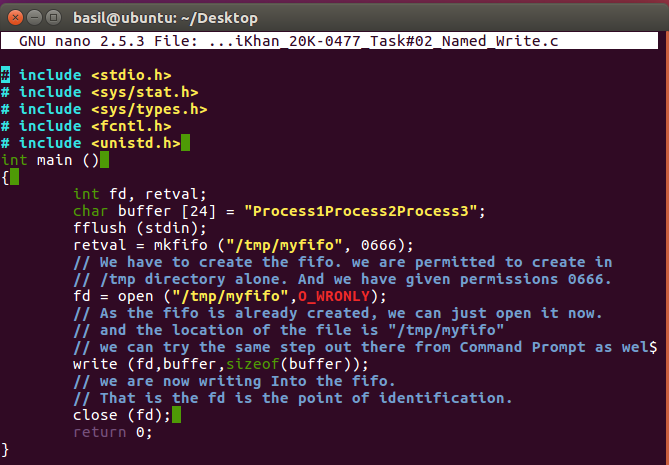 basil@ubuntu: ~/Desktop
GNU nano 2.5.3 File: ...iKhan_20K-0477_Task#02_Named_Write.c
# include <stdio.h>
# include <sys/stat.h>
# include <sys/types.h>
# include <fcntl.h>
# include <unistd.h>
int main ()
{
int fd, retval;
char buffer [24] = "Process1Process2Process3";
fflush (stdin);
retval = mkfifo ("/tmp/myfifo", 0666);
// We have to create the fifo. we are permitted to create in
// /tmp directory alone. And we have given permissions 0666.
fd = open ("/tmp/myfifo",O_WRONLY);
// As the fifo is already created, we can just open it now.
// and the location of the file is "/tmp/myfifo"
// we can try the same step out there from Command Prompt as wel$
write (fd,buffer,sizeof(buffer));
// we are now writing Into the fifo.
// That is the fd is the point of identification.
close (fd);
return 0;
}